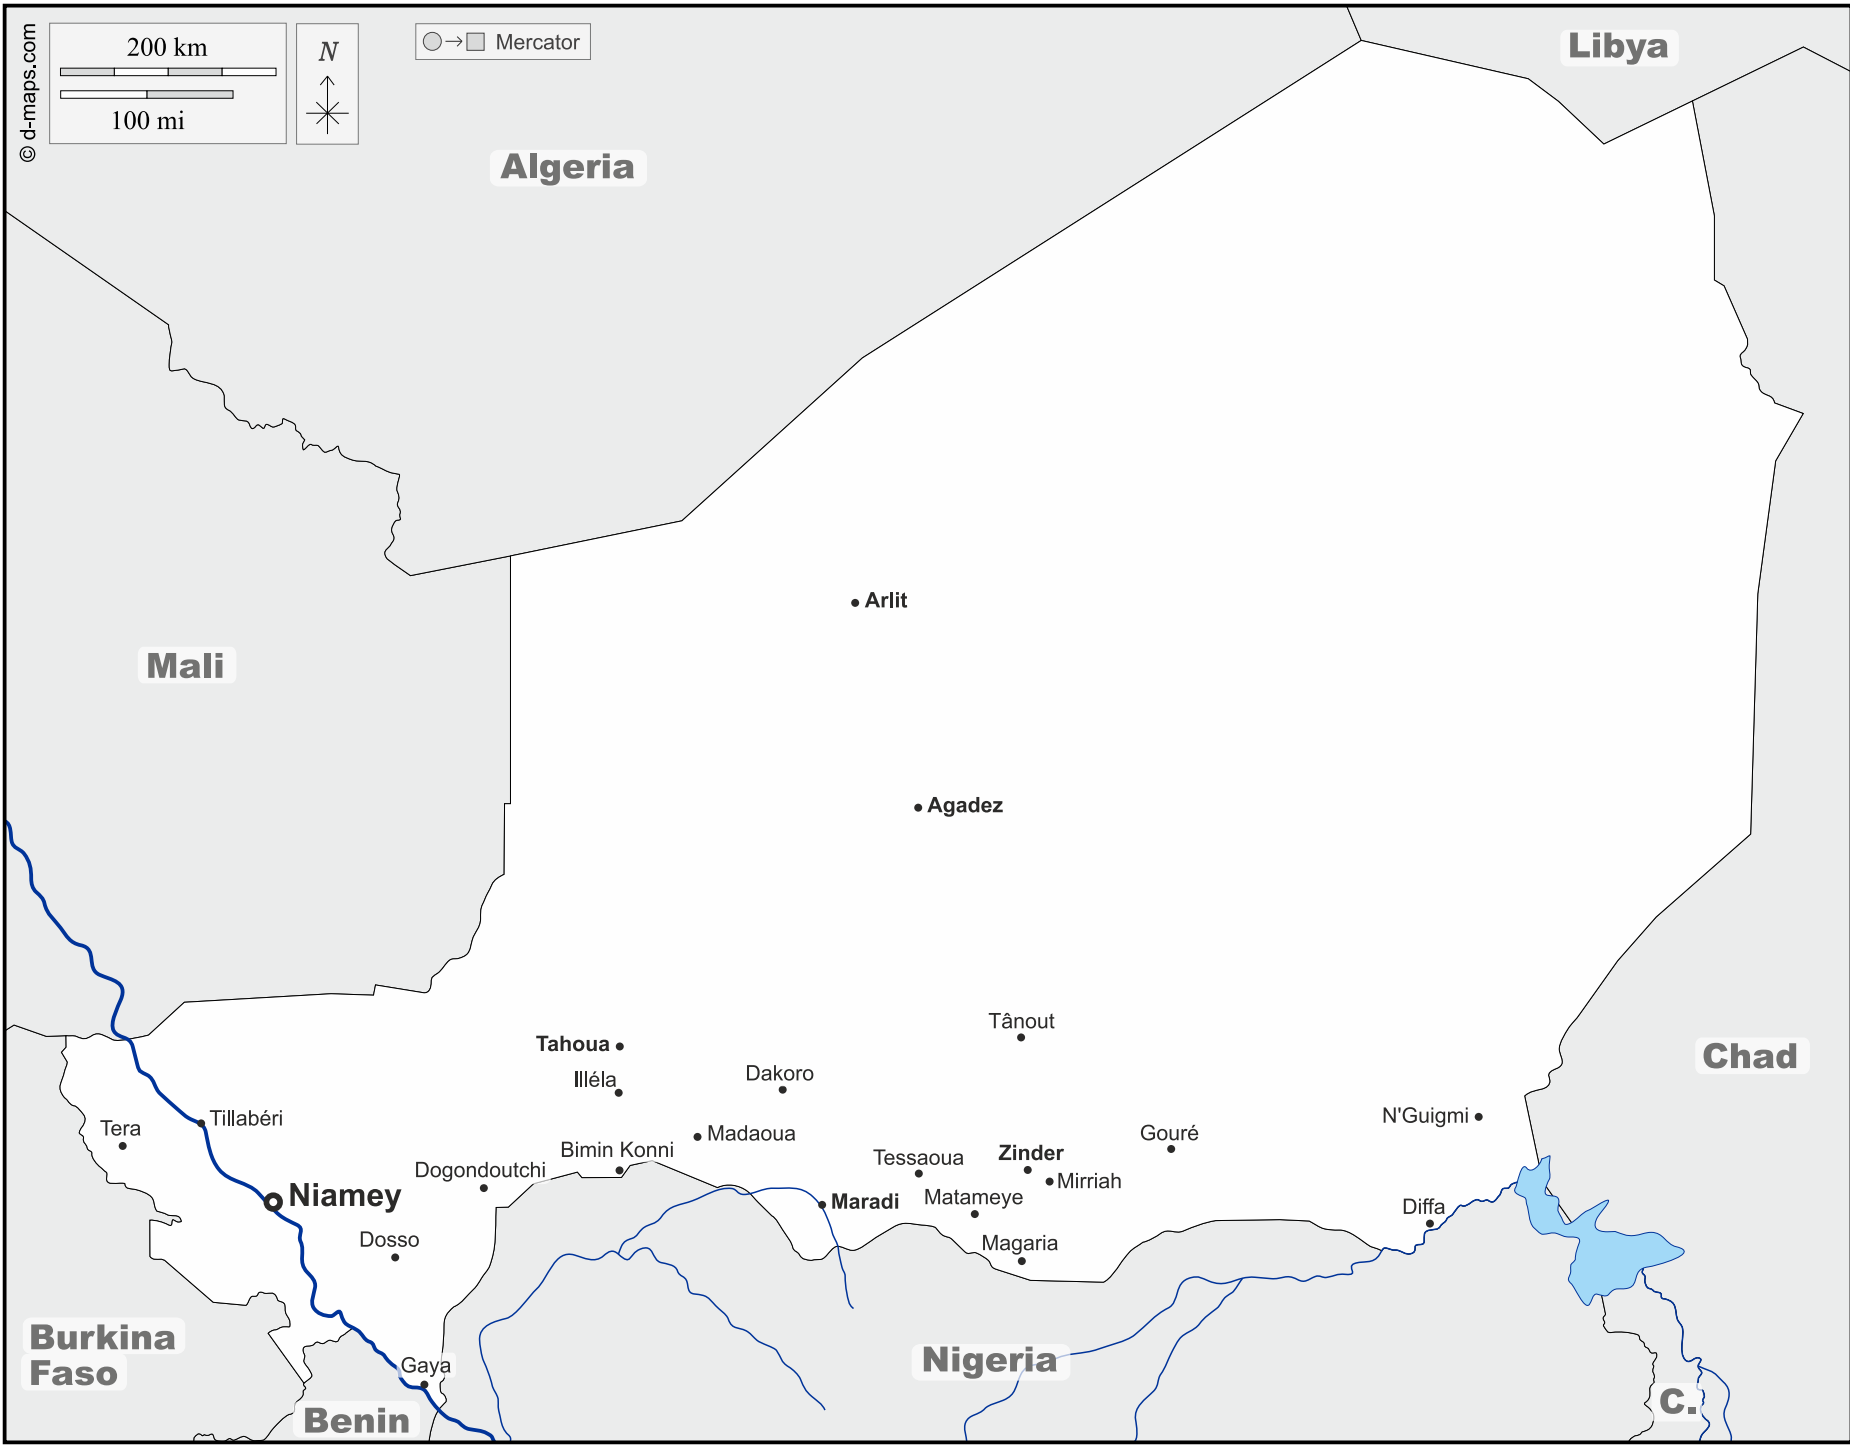 © d-maps.com
200 km
100 mi
N
Mercator
Libya
Algeria
Arlit
Mali
Agadez
Tânout
Tahoua
Chad
Illéla
Dakoro
N'Guigmi
Tillabéri
Tera
Madaoua
Gouré
Bimin Konni
Zinder
Tessaoua
Dogondoutchi
Mirriah
Niamey
Matameye
Maradi
Diffa
Dosso
Magaria
Burkina
Faso
Nigeria
Gaya
C.
Benin